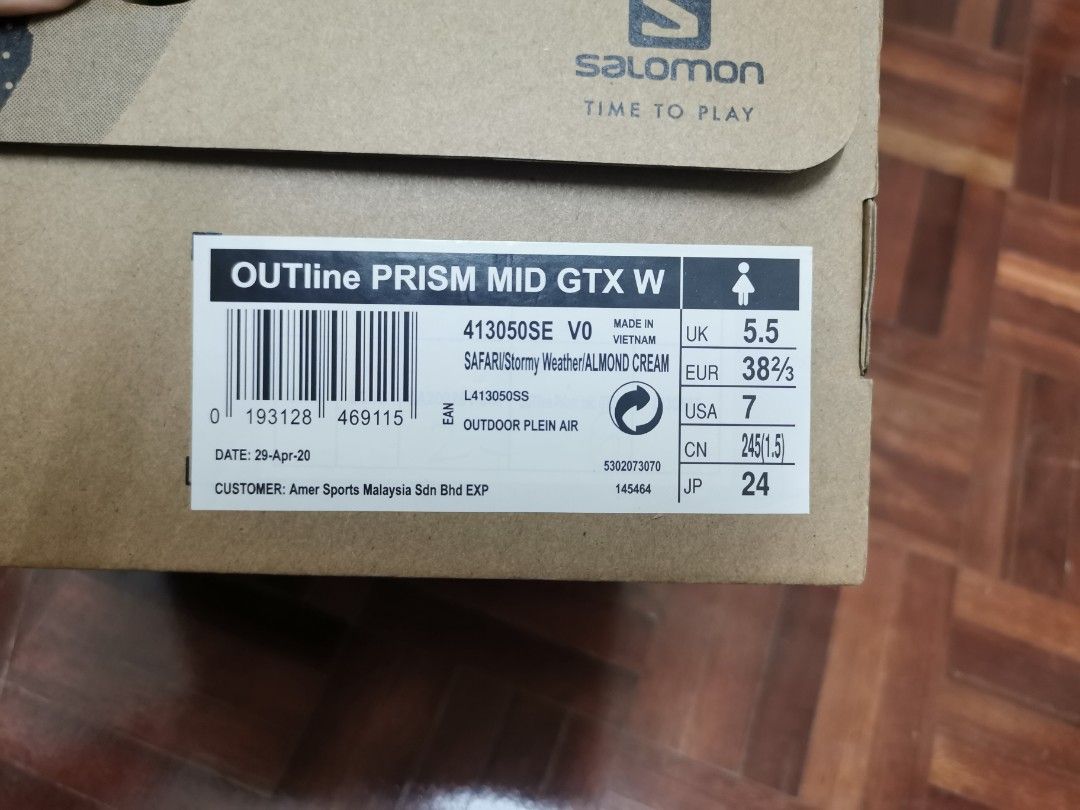 salomon
TIME TO PLAY
OUTline PRISM MID GTX W
413050SE V0
MADE IN
VIETNAM
SAFARI/Stormy Weather/ALMOND CREAM
L413050SS
EAN
OUTDOOR PLEIN AIR
0 193128 469115
DATE: 29-Apr-20
5302073070
CUSTOMER: Amer Sports Malaysia Sdn Bhd EXP
145464
UK 5.5
EUR 38⅔
USA 7
CN 245(1.5)
JP 24